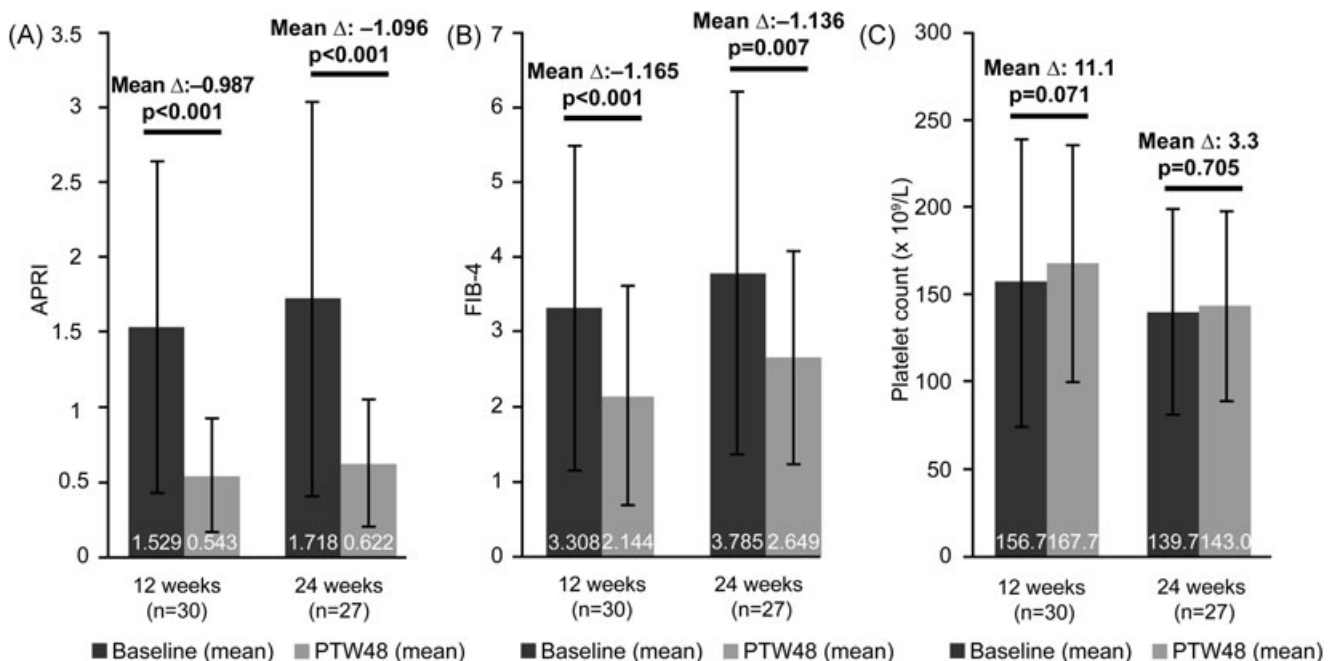 (A)
APRI
3.5
3
2.5
2
1.5
1
0.5
0
Mean Δ:–0.987
p<0.001
Mean Δ: –1.096
p<0.001
1.529 0.543 1.718 0.622
12 weeks
(n=30)
24 weeks
(n=27)
Baseline (mean) PTW48 (mean)
(B)
FIB-4
7
6
5
4
3
2
1
0
Mean Δ:–1.165
p<0.001
Mean Δ:–1.136
p=0.007
3.308 2.144 3.785 2.649
12 weeks
(n=30)
24 weeks
(n=27)
Baseline (mean) PTW48 (mean)
(C)
Platelet count (x 10⁹/L)
300
250
200
150
100
50
0
Mean Δ: 11.1
p=0.071
Mean Δ: 3.3
p=0.705
156.7 167.7 139.7 143.0
12 weeks
(n=30)
24 weeks
(n=27)
Baseline (mean) PTW48 (mean)